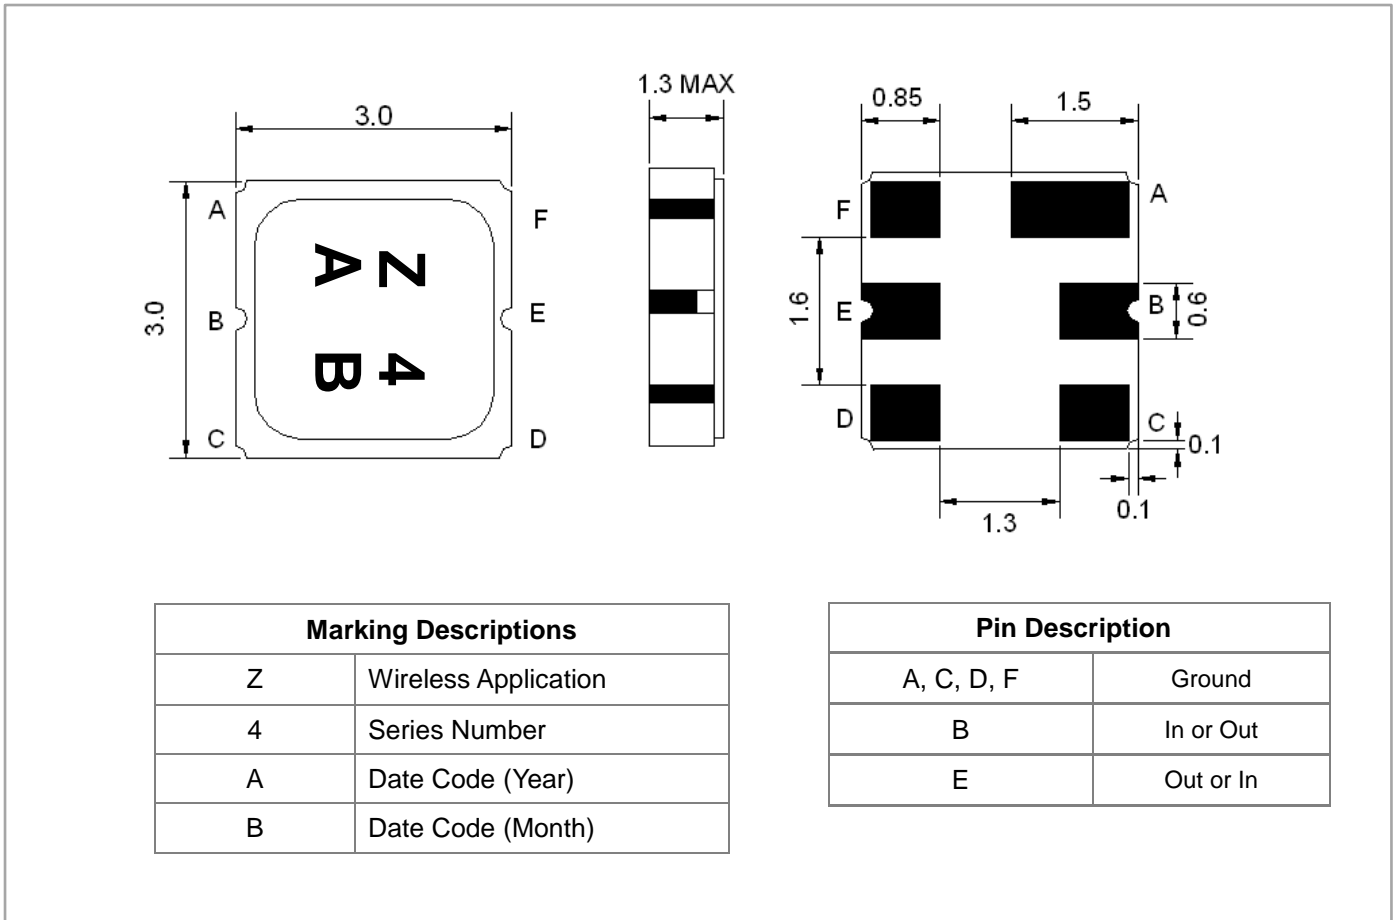 3.0
3.0
A
B
C
F
E
D
Z
A
4
B
1.3 MAX
0.85
1.5
F
E
D
A
B
C
1.6
0.6
0.1
0.1
1.3
Marking Descriptions
Z Wireless Application
4 Series Number
A Date Code (Year)
B Date Code (Month)
Pin Description
A, C, D, F Ground
B In or Out
E Out or In